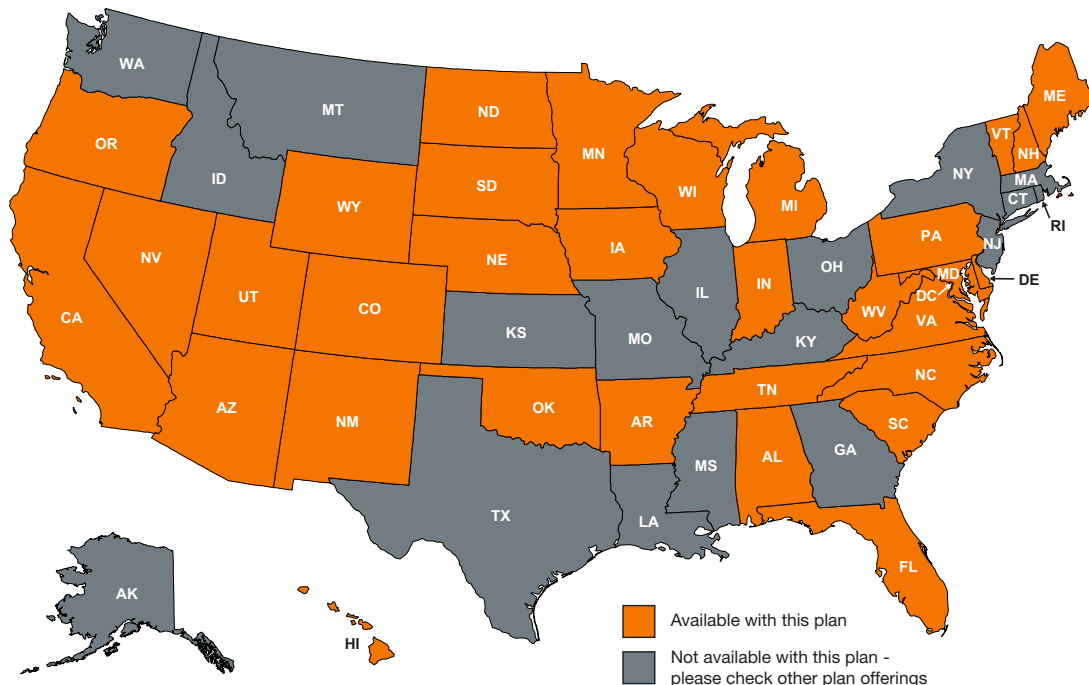 WA
MT
ND
MN
ME
OR
ID
SD
WI
VT
NH
NY
MA
CT
RI
WY
MI
IA
PA
NJ
NV
NE
OH
MD
DE
UT
IL
IN
DC
CA
CO
WV
VA
KS
MO
KY
NC
TN
AZ
NM
OK
AR
SC
MS
AL
GA
TX
LA
FL
AK
HI
Available with this plan
Not available with this plan -
please check other plan offerings